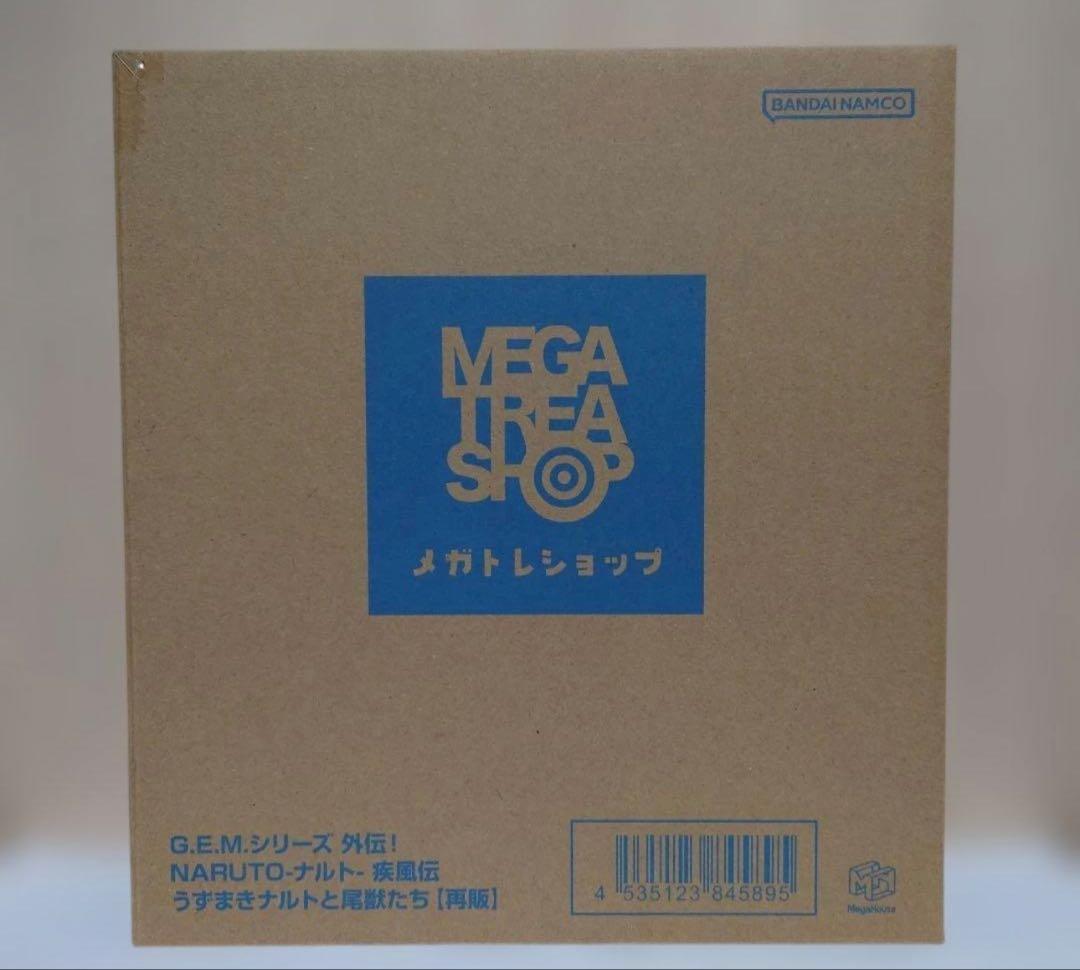 BANDAI NAMCO
MEGA
TREA
SHOP
メガトレショップ
G.E.M.シリーズ 外伝!
NARUTO-ナルト- 疾風伝
うずまきナルトと尾獣たち【再販】
4 535123 845895
MegaHouse